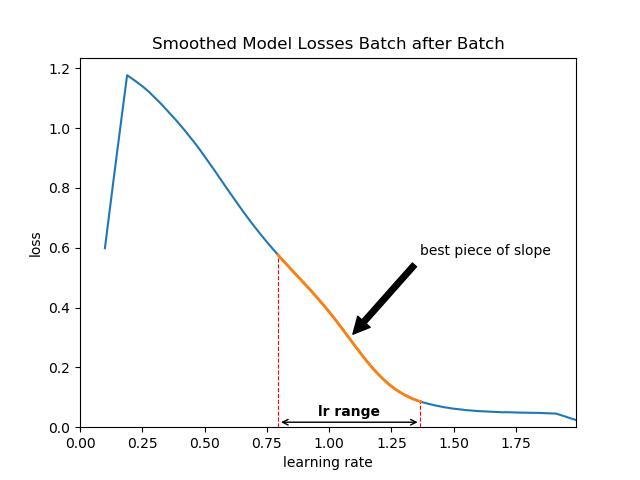 Smoothed Model Losses Batch after Batch
1.2
1.0
0.8
0.6
0.4
0.2
0.0
loss
best piece of slope
lr range
0.00 0.25 0.50 0.75 1.00 1.25 1.50 1.75
learning rate